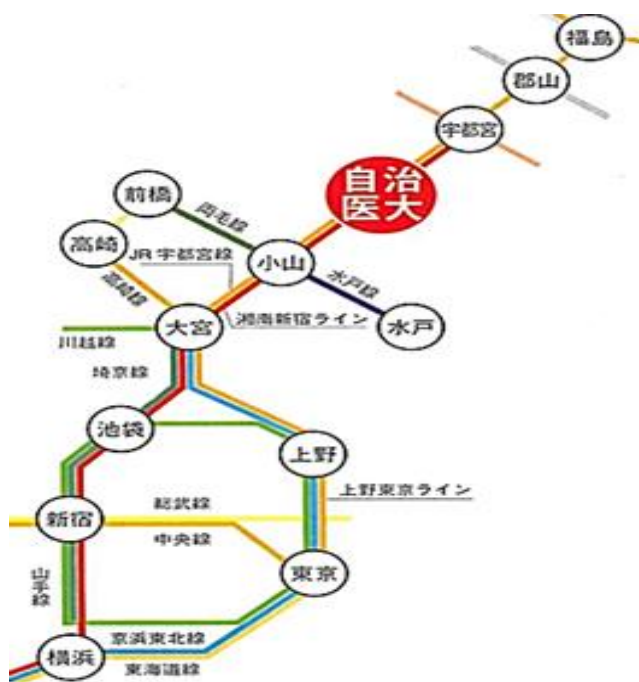 福島
郡山
宇都宮
自治
医大
前橋
両毛線
高崎
JR宇都宮線
小山
高崎線
水戸線
湘南新宿ライン
大宮
水戸
川越線
埼京線
池袋
上野
上野東京ライン
総武線
新宿
中央線
山手線
東京
京浜東北線
横浜
東海道線